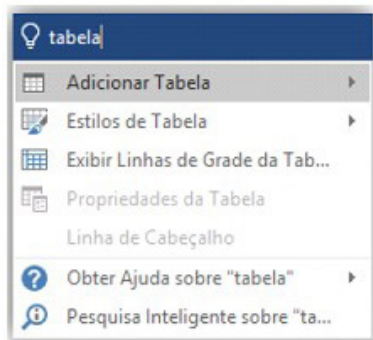 tabela
Adicionar Tabela
Estilos de Tabela
Exibir Linhas de Grade da Tab...
Propriedades da Tabela
Linha de Cabeçalho
Obter Ajuda sobre "tabela"
Pesquisa Inteligente sobre "ta...